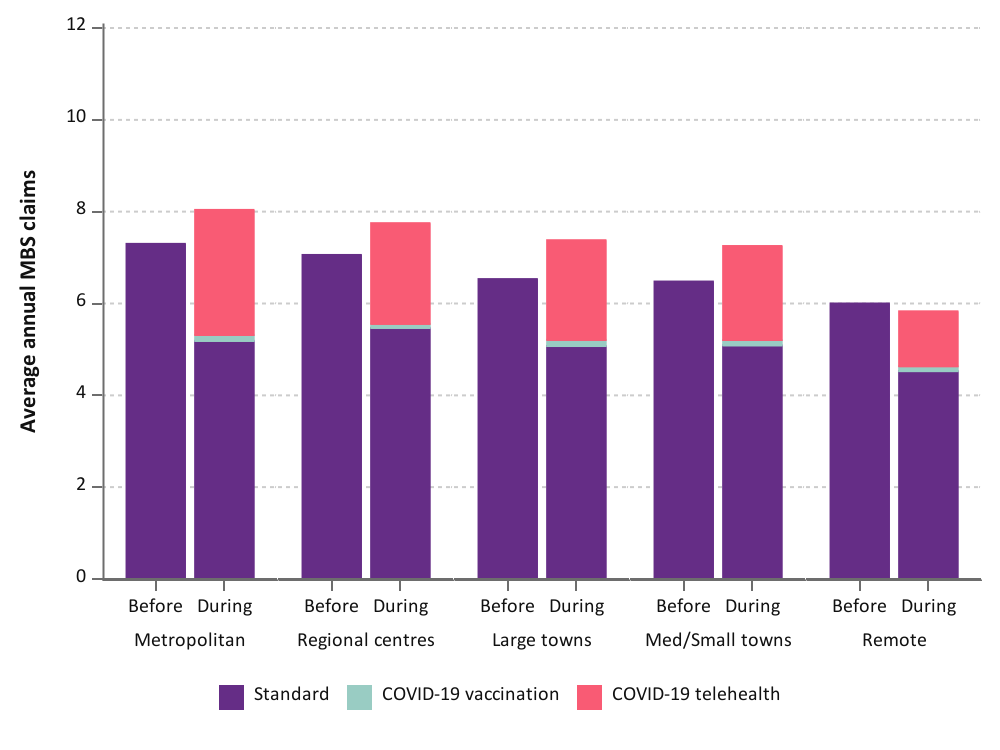 12
10
8
6
4
2
0
Average annual MBS claims
Before During Before During Before During Before During Before During
Metropolitan Regional centres Large towns Med/Small towns Remote
Standard COVID-19 vaccination COVID-19 telehealth